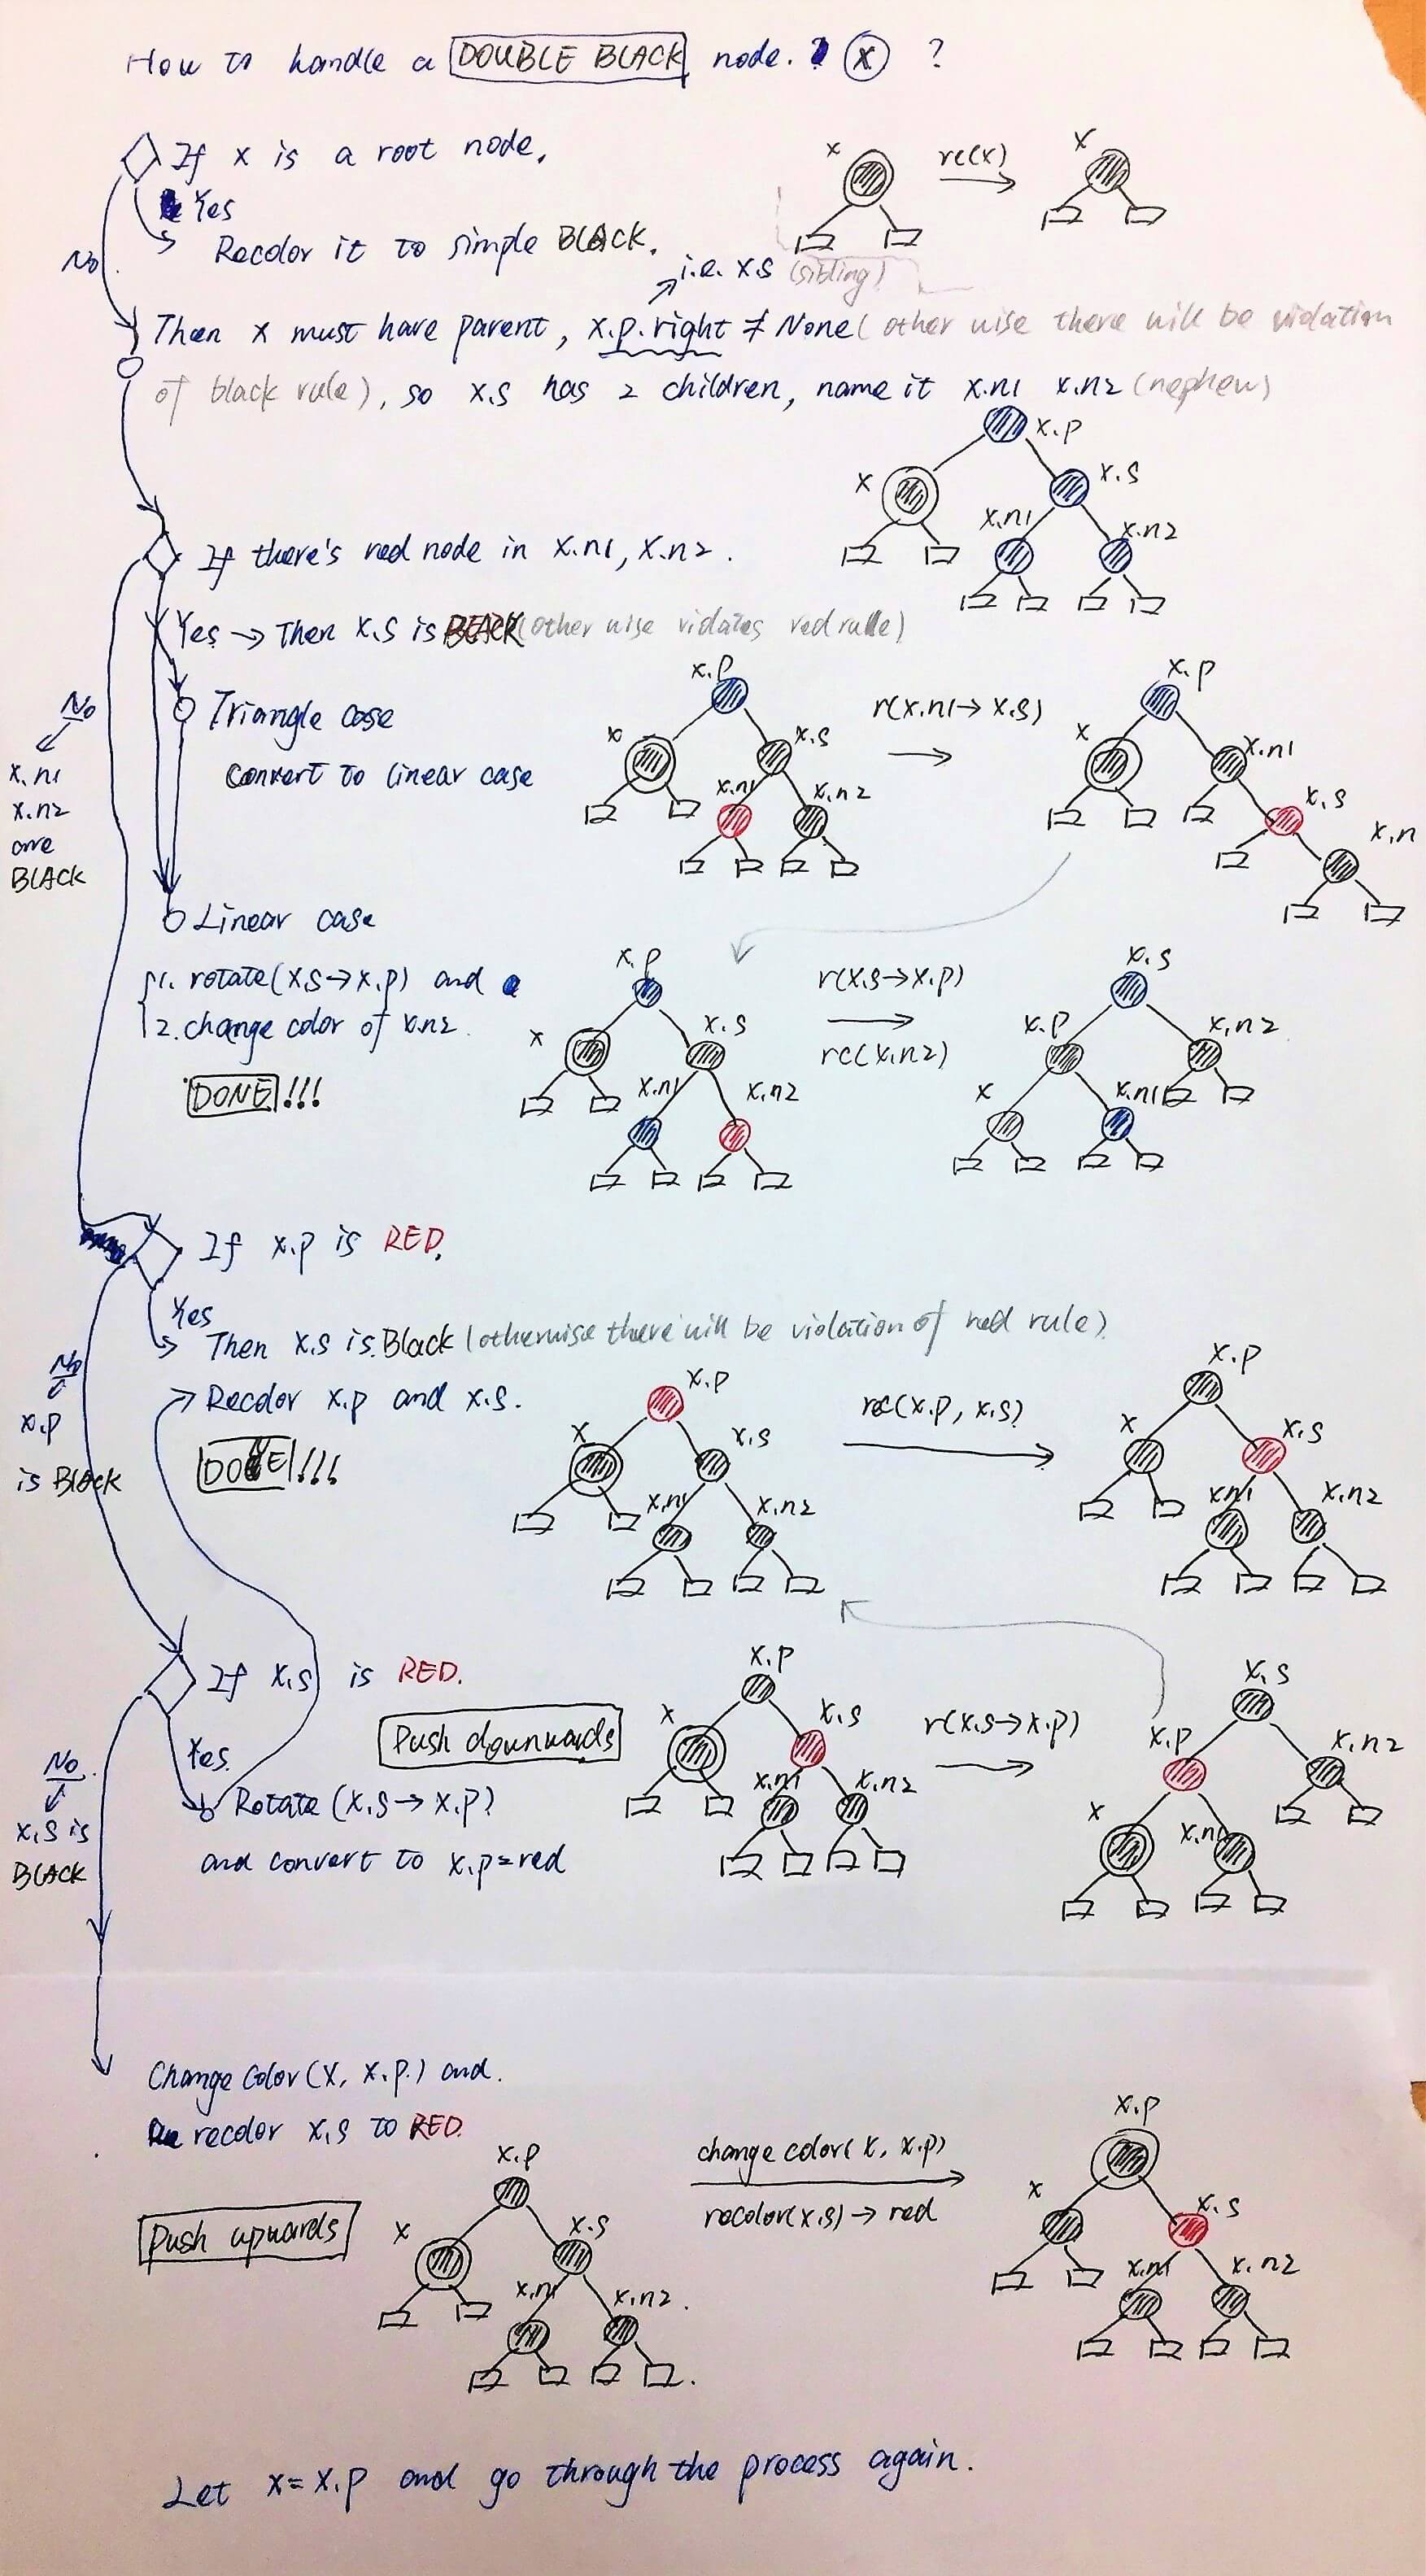 How to handle a DOUBLE BLACK node. X ?
If x is a root node,
Yes
Recolor it to simple BLACK.
No
x rc(x) x
i.e. x.s (sibling)
Then x must have parent, x.p.right ≠ None (other wise there will be violation
of black rule), so x.s has 2 children, name it x.n1 x.n2 (nephew)
x.p
x x.s
x.n1 x.n2
If there's red node in x.n1, x.n2.
Yes → Then x.s is BLACK (other wise violates red rule)
No
x.n1
x.n2
are
BLACK
Triangle case
convert to linear case
x.p
x x.s
x.n1 x.n2
r(x.n1→x.s)
x.p
x x.n1
x.s
x.n
Linear case
1. rotate(x.s→x.p) and
2. change color of x.n2.
DONE!!!
x.p
x x.s
x.n1 x.n2
r(x.s→x.p)
rc(x.n2)
x.s
x.p x.n2
x x.n1
If x.p is RED.
Yes
Then x.s is Black (otherwise there will be violation of red rule)
Recolor x.p and x.s.
DONE!!!
No
x.p
is Black
x.p
x x.s
x.n1 x.n2
rc(x.p, x.s)
x.p
x x.s
x.n1 x.n2
If x.s is RED.
Push downwards
Yes.
Rotate (x.s→x.p)
and convert to x.p=red
No.
x.s is
BLACK
x.p
x x.s
x.n1 x.n2
r(x.s→x.p)
x.s
x.p x.n2
x x.n1
Change Color(x, x.p.) and.
recolor x.s to RED.
Push upwards
x.p
x x.s
x.n1 x.n2.
change color(x, x.p)
recolor(x.s)→red
x.p
x x.s
x.n1 x.n2
Let x=x.p and go through the process again.